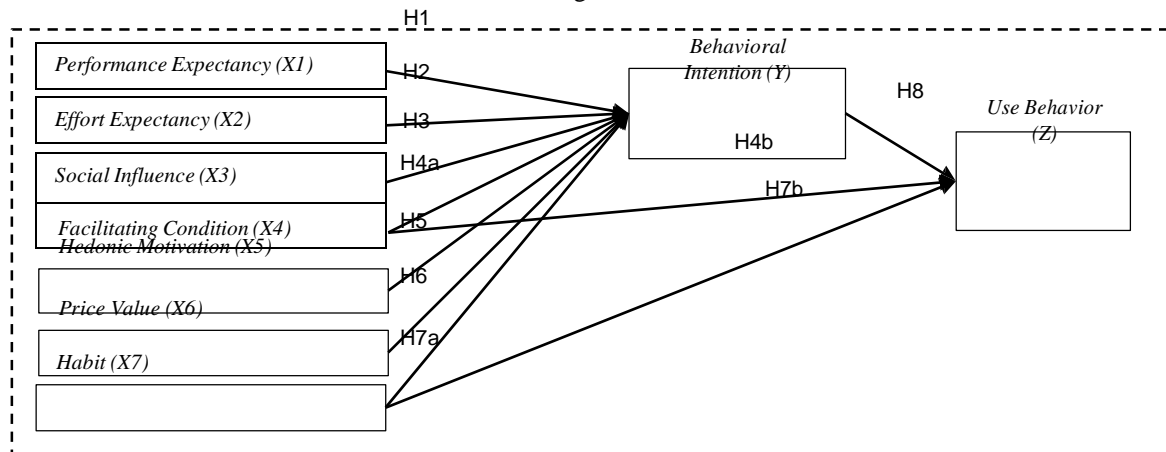 H1
Performance Expectancy (X1)
H2
Effort Expectancy (X2)
H3
Social Influence (X3)
H4a
Facilitating Condition (X4)
Hedonic Motivation (X5)
H5
H6
Price Value (X6)
H7a
Habit (X7)
Behavioral
Intention (Y)
H8
H4b
H7b
Use Behavior
(Z)